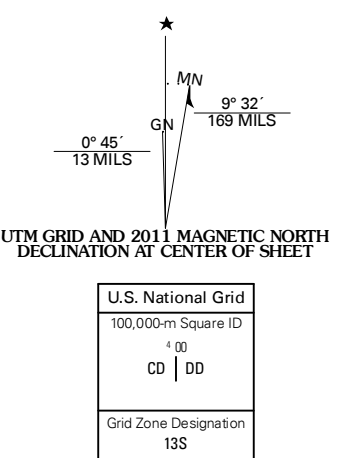 ★
MN
GN
9° 32´
169 MILS
0° 45´
13 MILS
UTM GRID AND 2011 MAGNETIC NORTH
DECLINATION AT CENTER OF SHEET
U.S. National Grid
100,000-m Square ID
4 00
CD | DD
Grid Zone Designation
13S